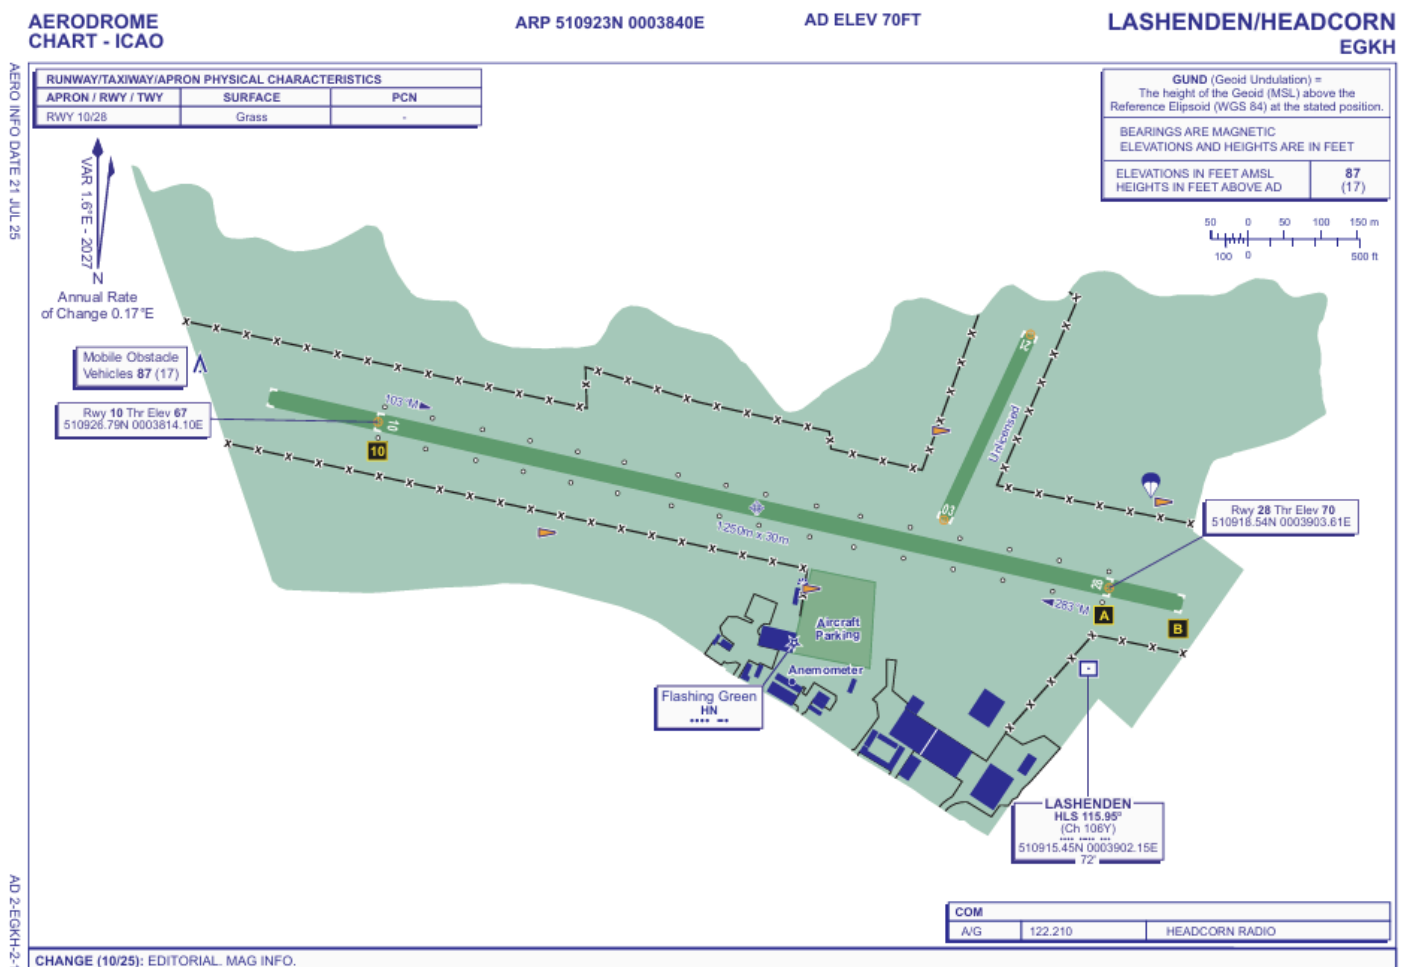 AERODROME
CHART - ICAO
ARP 510923N 0003840E
AD ELEV 70FT
LASHENDEN/HEADCORN
EGKH
AERO INFO DATE 21 JUL 25
RUNWAY/TAXIWAY/APRON PHYSICAL CHARACTERISTICS
APRON / RWY / TWY SURFACE PCN
RWY 10/28 Grass -
GUND (Geoid Undulation) =
The height of the Geoid (MSL) above the
Reference Elipsoid (WGS 84) at the stated position.
BEARINGS ARE MAGNETIC
ELEVATIONS AND HEIGHTS ARE IN FEET
ELEVATIONS IN FEET AMSL 87
HEIGHTS IN FEET ABOVE AD (17)
50 0 50 100 150 m
100 0 500 ft
VAR 1.6°E - 2027
N
Annual Rate
of Change 0.17°E
Mobile Obstacle
Vehicles 87 (17)
Rwy 10 Thr Elev 67
510926.79N 0003814.10E
103°M
10
10
21
Unlicensed
03
1250m x 30m
Rwy 28 Thr Elev 70
510918.54N 0003903.61E
28
283°M
A
B
Aircraft
Parking
Anemometer
Flashing Green
HN
LASHENDEN
HLS 115.95°
(Ch 106Y)
510915.45N 0003902.15E
72'
COM
A/G 122.210 HEADCORN RADIO
AD 2-EGKH-2-
CHANGE (10/25): EDITORIAL. MAG INFO.